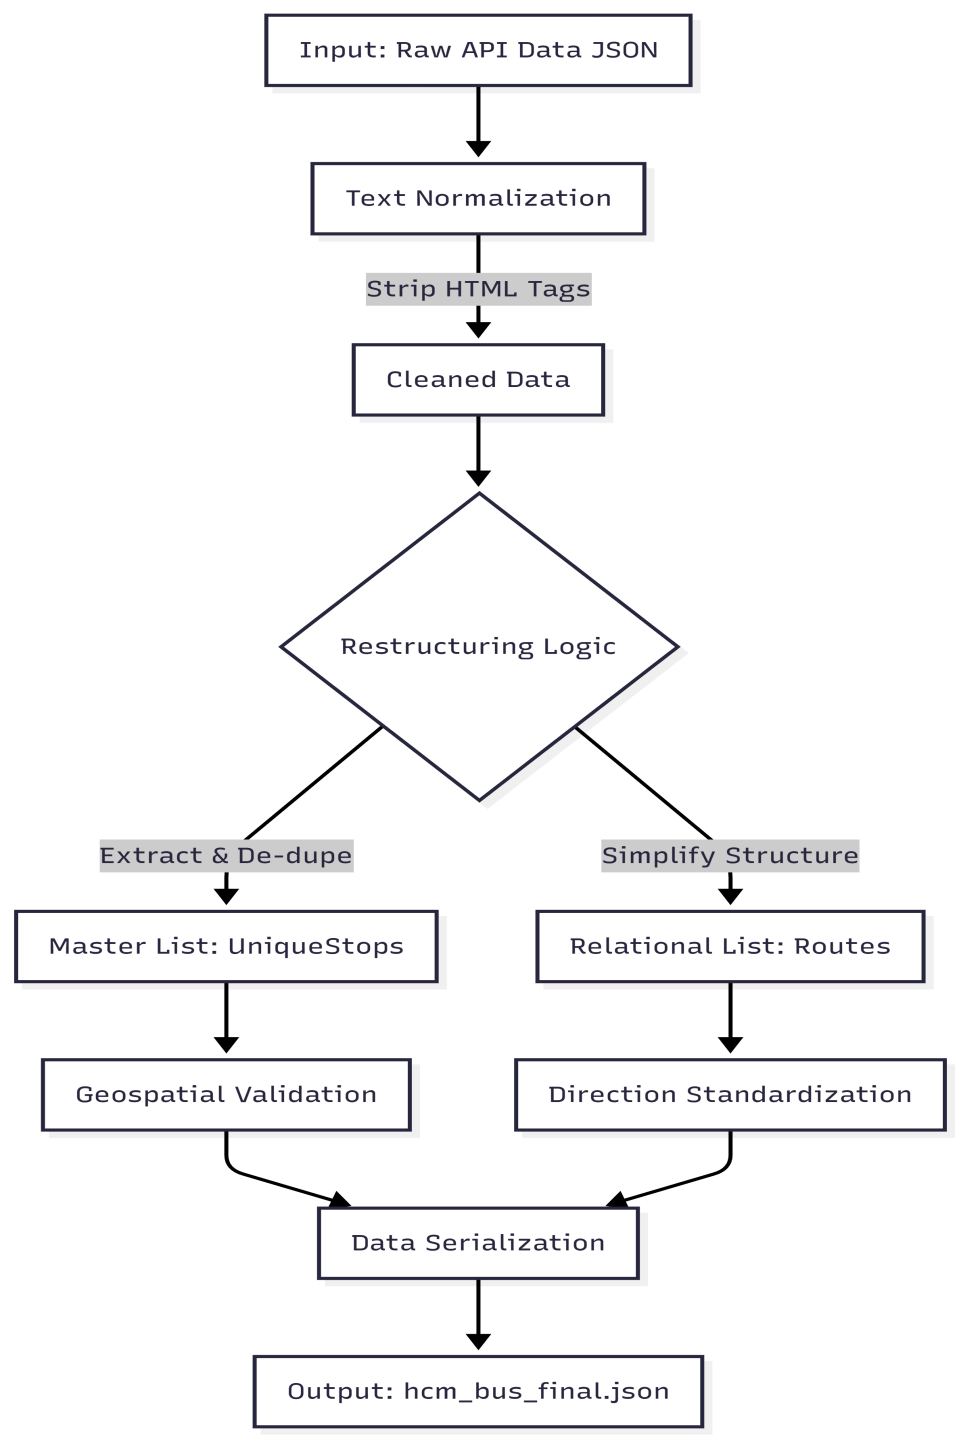 Input: Raw API Data JSON
Text Normalization
Strip HTML Tags
Cleaned Data
Restructuring Logic
Extract & De-dupe
Simplify Structure
Master List: UniqueStops
Relational List: Routes
Geospatial Validation
Direction Standardization
Data Serialization
Output: hcm_bus_final.json